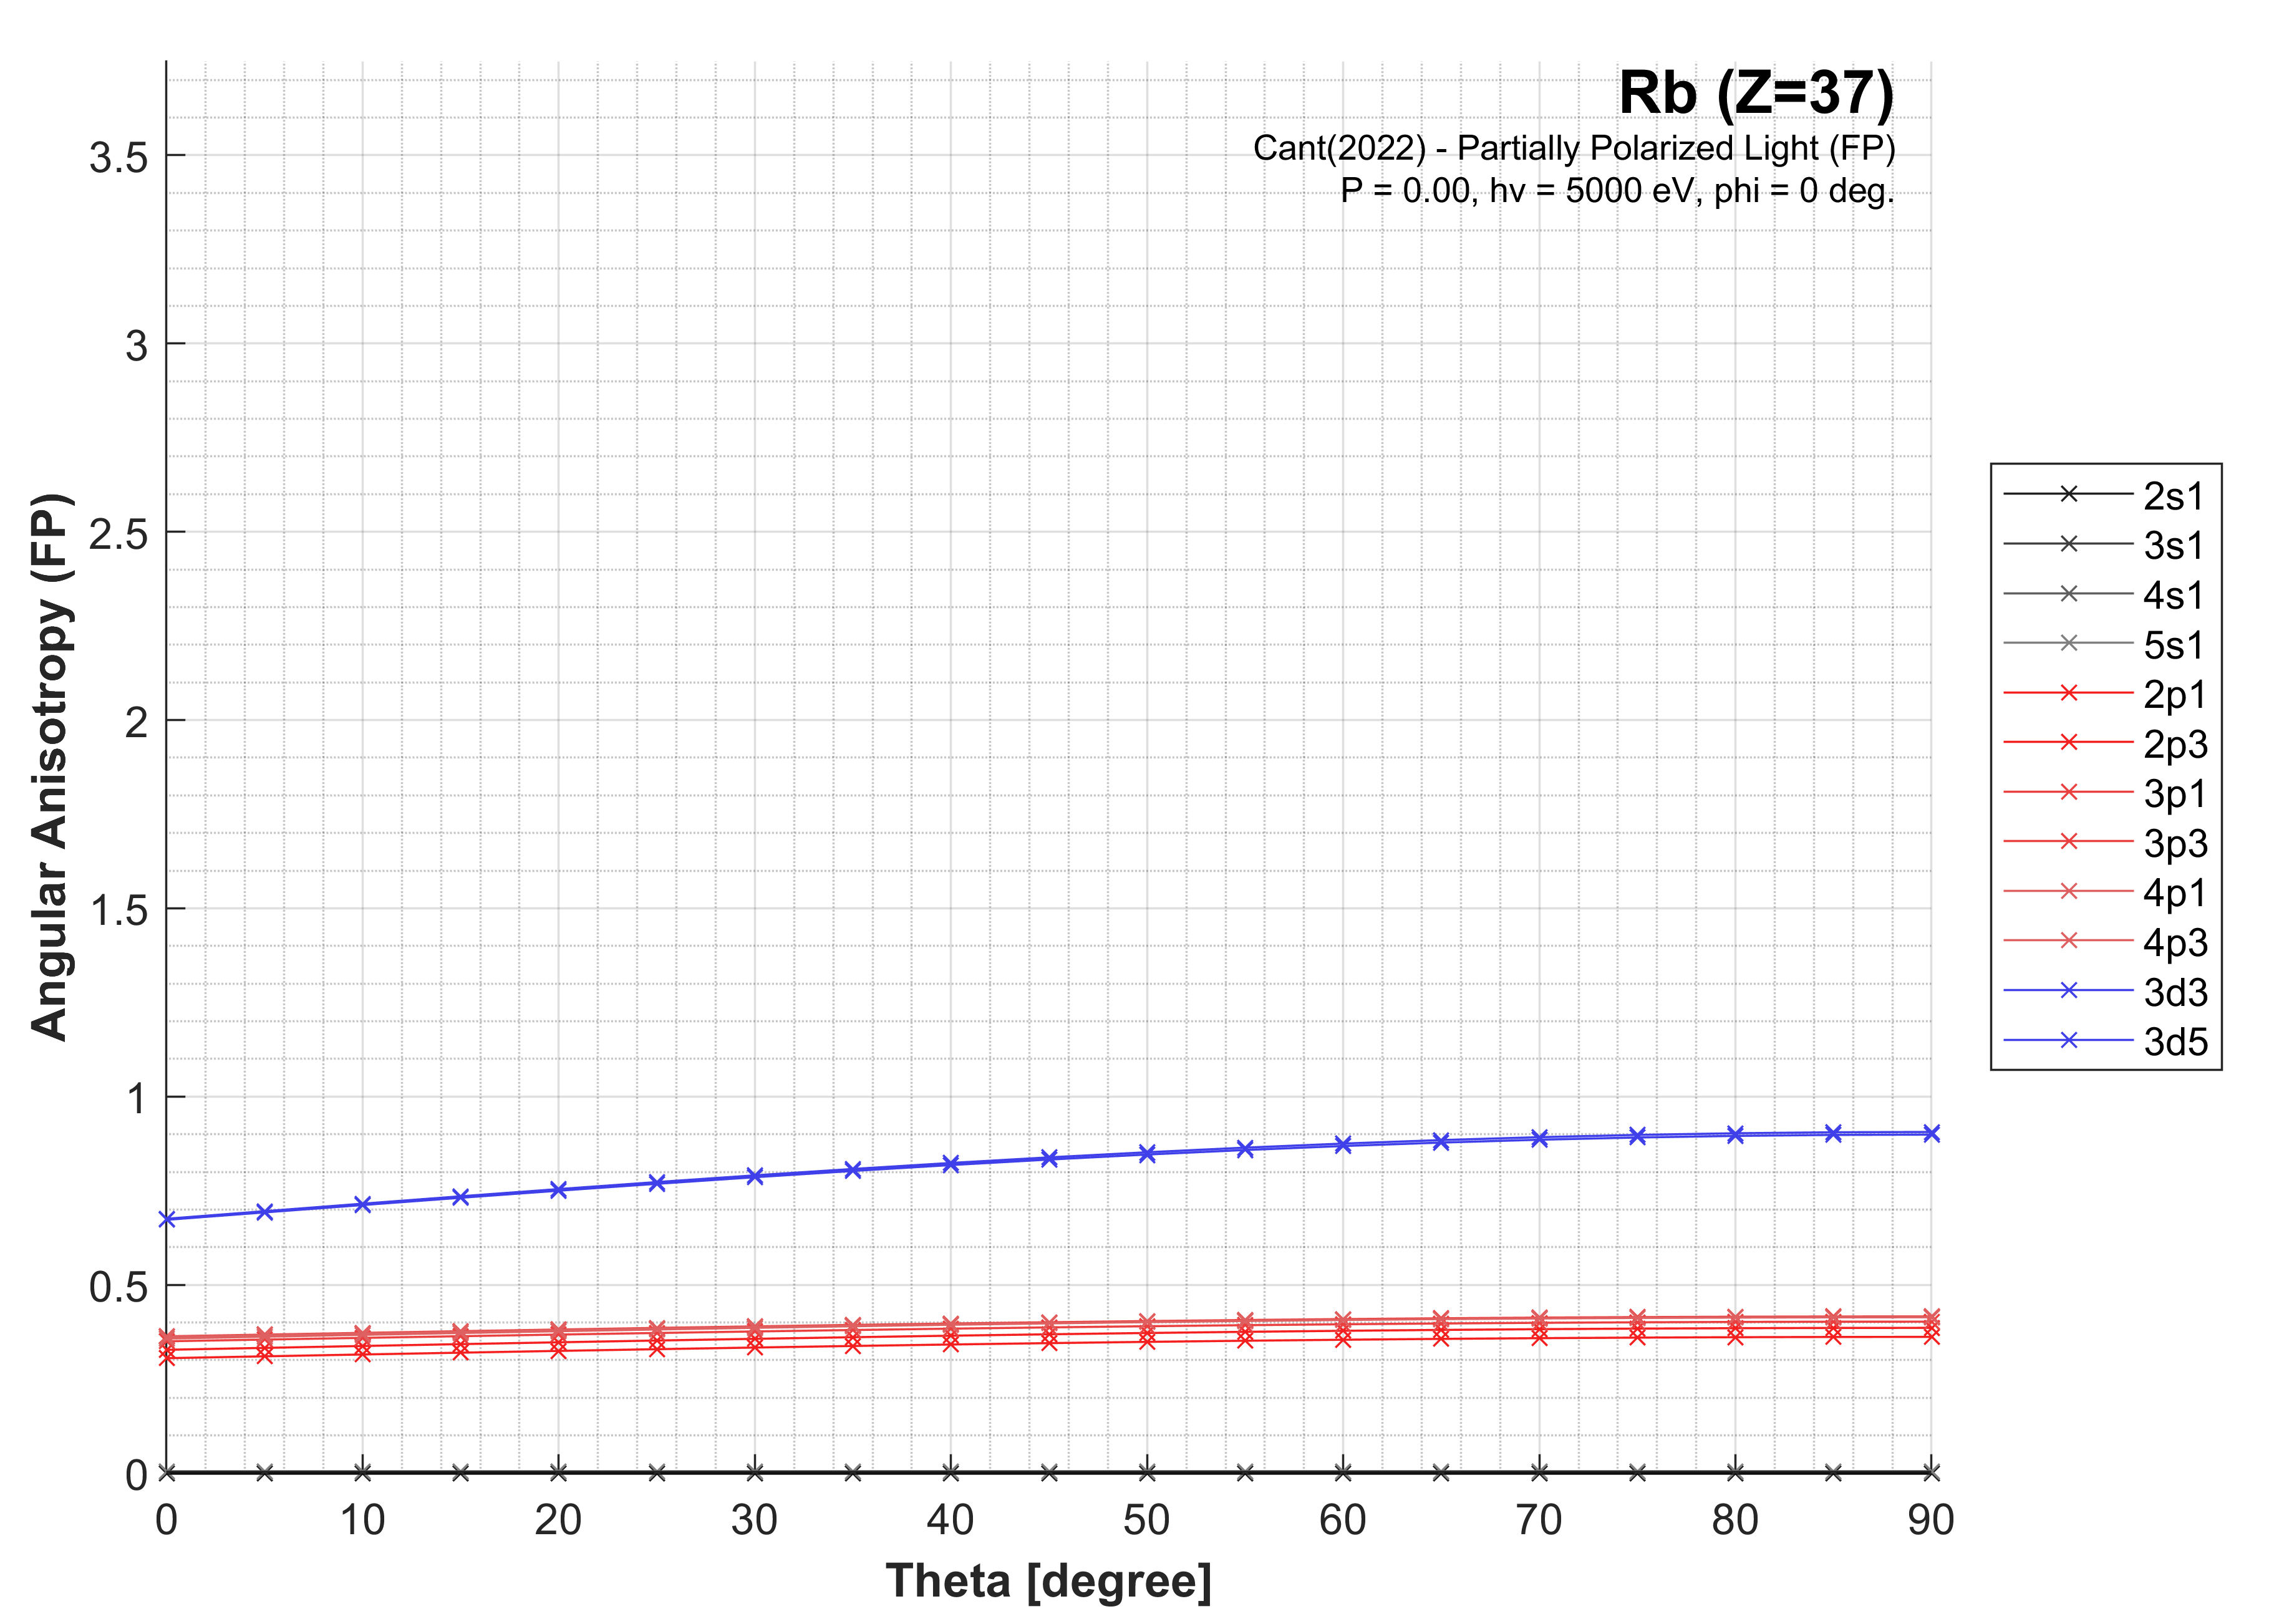 Rb (Z=37)
Cant(2022) - Partially Polarized Light (FP)
P = 0.00, hv = 5000 eV, phi = 0 deg.
Angular Anisotropy (FP)
3.5
3
2.5
2
1.5
1
0.5
0
0 10 20 30 40 50 60 70 80 90
Theta [degree]
2s1
3s1
4s1
5s1
2p1
2p3
3p1
3p3
4p1
4p3
3d3
3d5